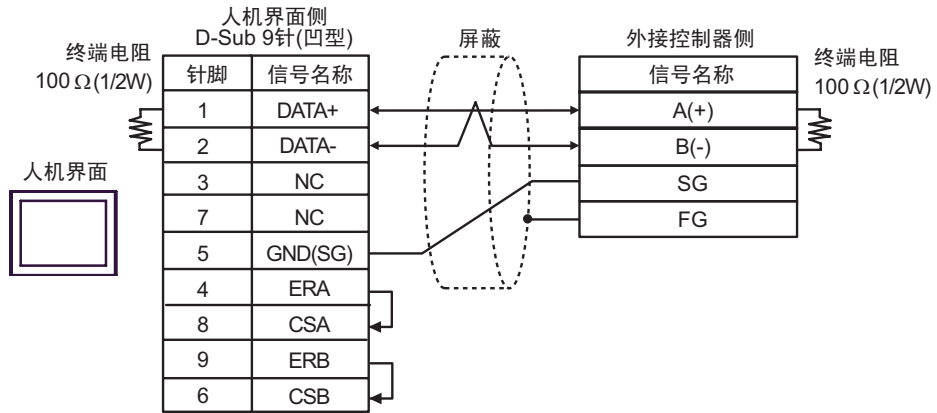 人机界面侧
D-Sub 9针(凹型)
屏蔽
外接控制器侧
终端电阻
100Ω(1/2W)
终端电阻
100Ω(1/2W)
针脚 信号名称
信号名称
1 DATA+
A(+)
2 DATA-
B(-)
人机界面
3 NC
SG
7 NC
FG
5 GND(SG)
4 ERA
8 CSA
9 ERB
6 CSB